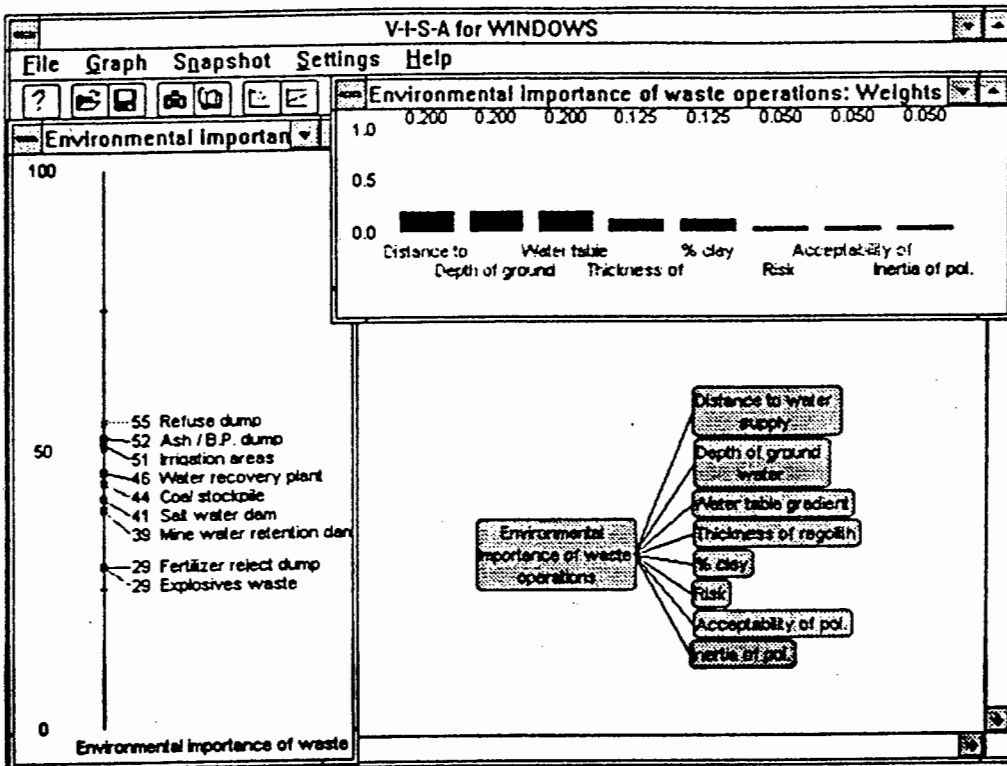 V-I-S-A for WINDOWS
File Graph Snapshot Settings Help
?
Environmental importance of waste operations: Weights
0.200 0.200 0.200 0.125 0.125 0.050 0.050 0.050
1.0
0.5
0.0
Distance to Water table % clay Acceptability of
Depth of ground Thickness of Risk Inertia of pol.
Environmental importan
100
55 Refuse dump
52 Ash / B.P. dump
50
51 Irrigation areas
46 Water recovery plant
44 Coal stockpile
41 Salt water dam
39 Mine water retention dam
29 Fertilizer reject dump
29 Explosives waste
0
Environmental importance of waste
Environmental
importance of waste
operations
Distance to water
supply
Depth of ground
water
Water table gradient
Thickness of regolith
% clay
Risk
Acceptability of pol.
Inertia of pol.